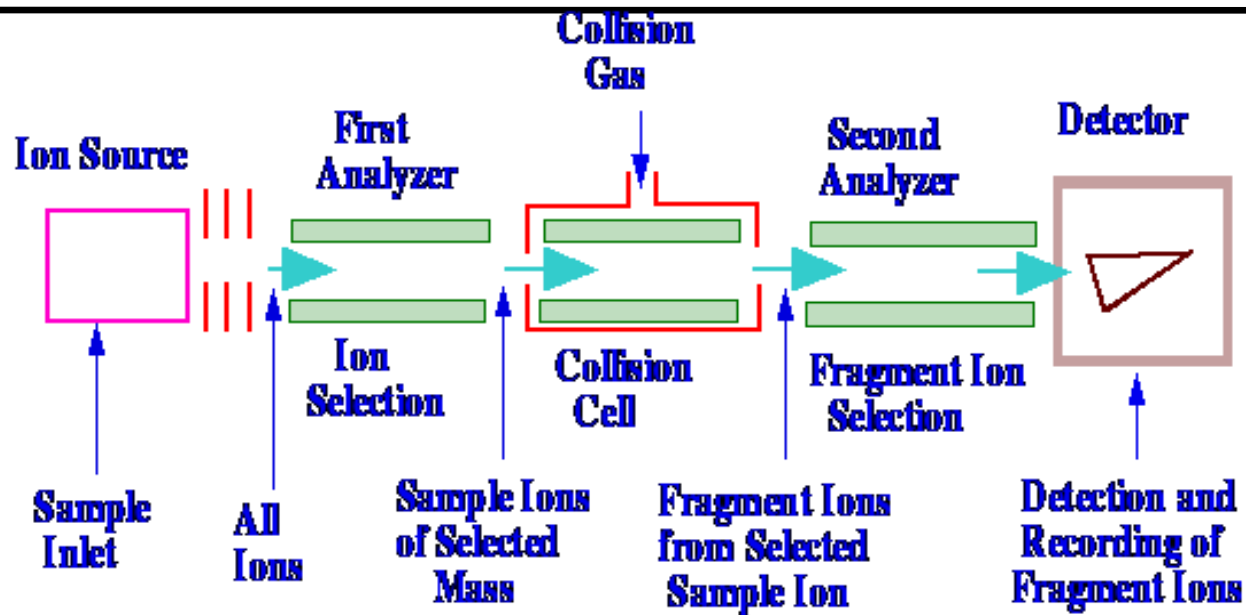 Collision
Gas
Ion Source
First
Analyzer
Second
Analyzer
Detector
Ion
Selection
Collision
Cell
Fragment Ion
Selection
Sample
Inlet
All
Ions
Sample Ions
of Selected
Mass
Fragment Ions
from Selected
Sample Ion
Detection and
Recording of
Fragment Ions